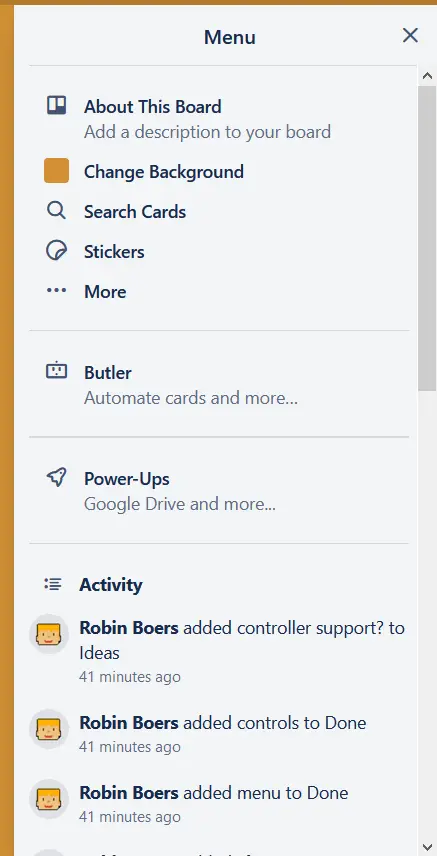 Menu
About This Board
Add a description to your board
Change Background
Search Cards
Stickers
More
Butler
Automate cards and more...
Power-Ups
Google Drive and more...
Activity
Robin Boers added controller support? to
Ideas
41 minutes ago
Robin Boers added controls to Done
41 minutes ago
Robin Boers added menu to Done
41 minutes ago